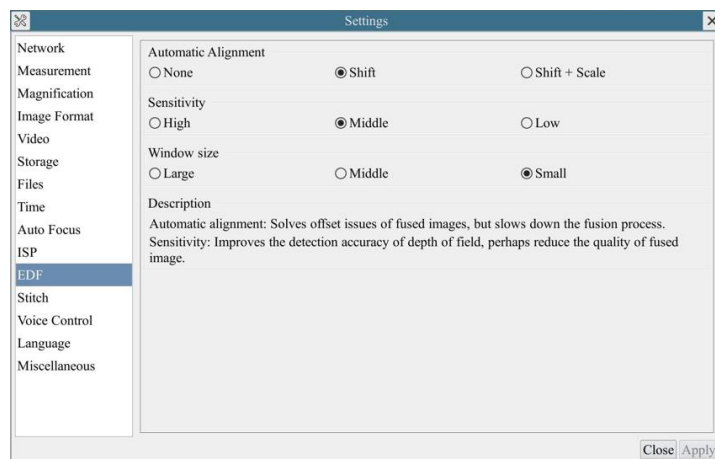 Settings
Network
Measurement
Magnification
Image Format
Video
Storage
Files
Time
Auto Focus
ISP
EDF
Stitch
Voice Control
Language
Miscellaneous
Automatic Alignment
None
Shift
Shift + Scale
Sensitivity
High
Middle
Low
Window size
Large
Middle
Small
Description
Automatic alignment: Solves offset issues of fused images, but slows down the fusion process.
Sensitivity: Improves the detection accuracy of depth of field, perhaps reduce the quality of fused
image.
Close
Apply